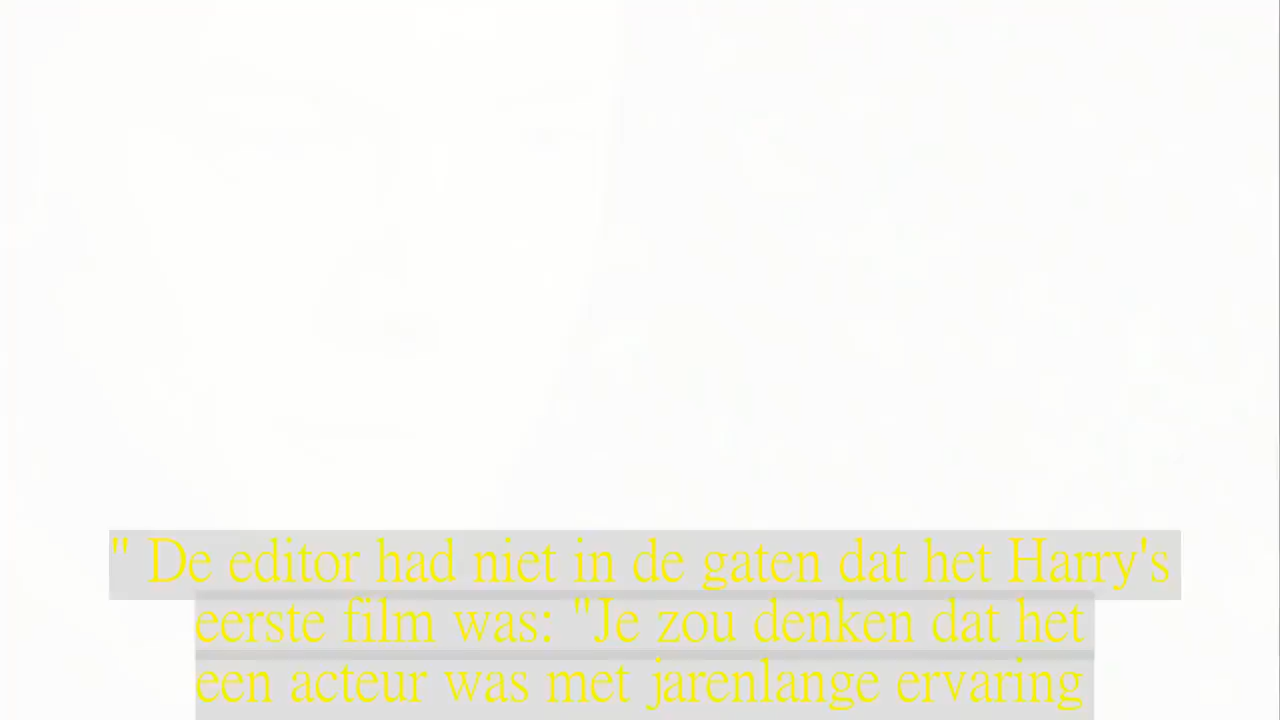 " De editor had niet in de gaten dat het Harry's
eerste film was: "Je zou denken dat het
een acteur was met jarenlange ervaring